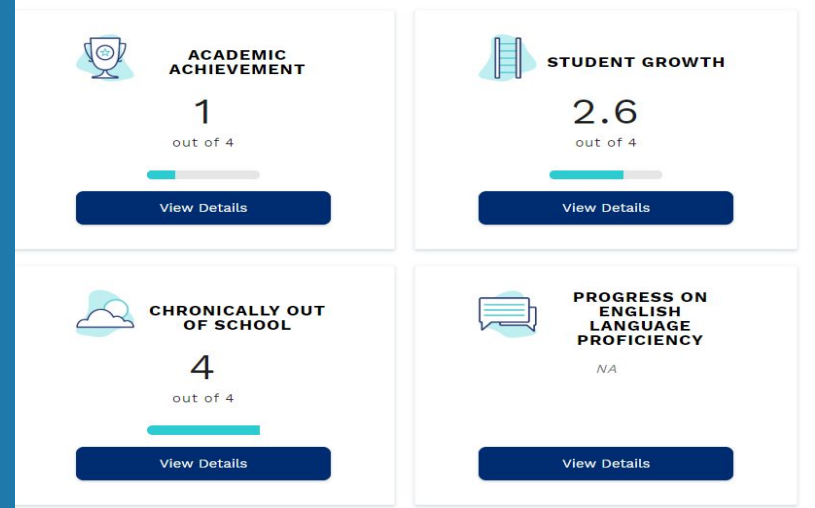 ACADEMIC
ACHIEVEMENT
1
out of 4
View Details
STUDENT GROWTH
2.6
out of 4
View Details
CHRONICALLY OUT
OF SCHOOL
4
out of 4
View Details
PROGRESS ON
ENGLISH
LANGUAGE
PROFICIENCY
NA
View Details